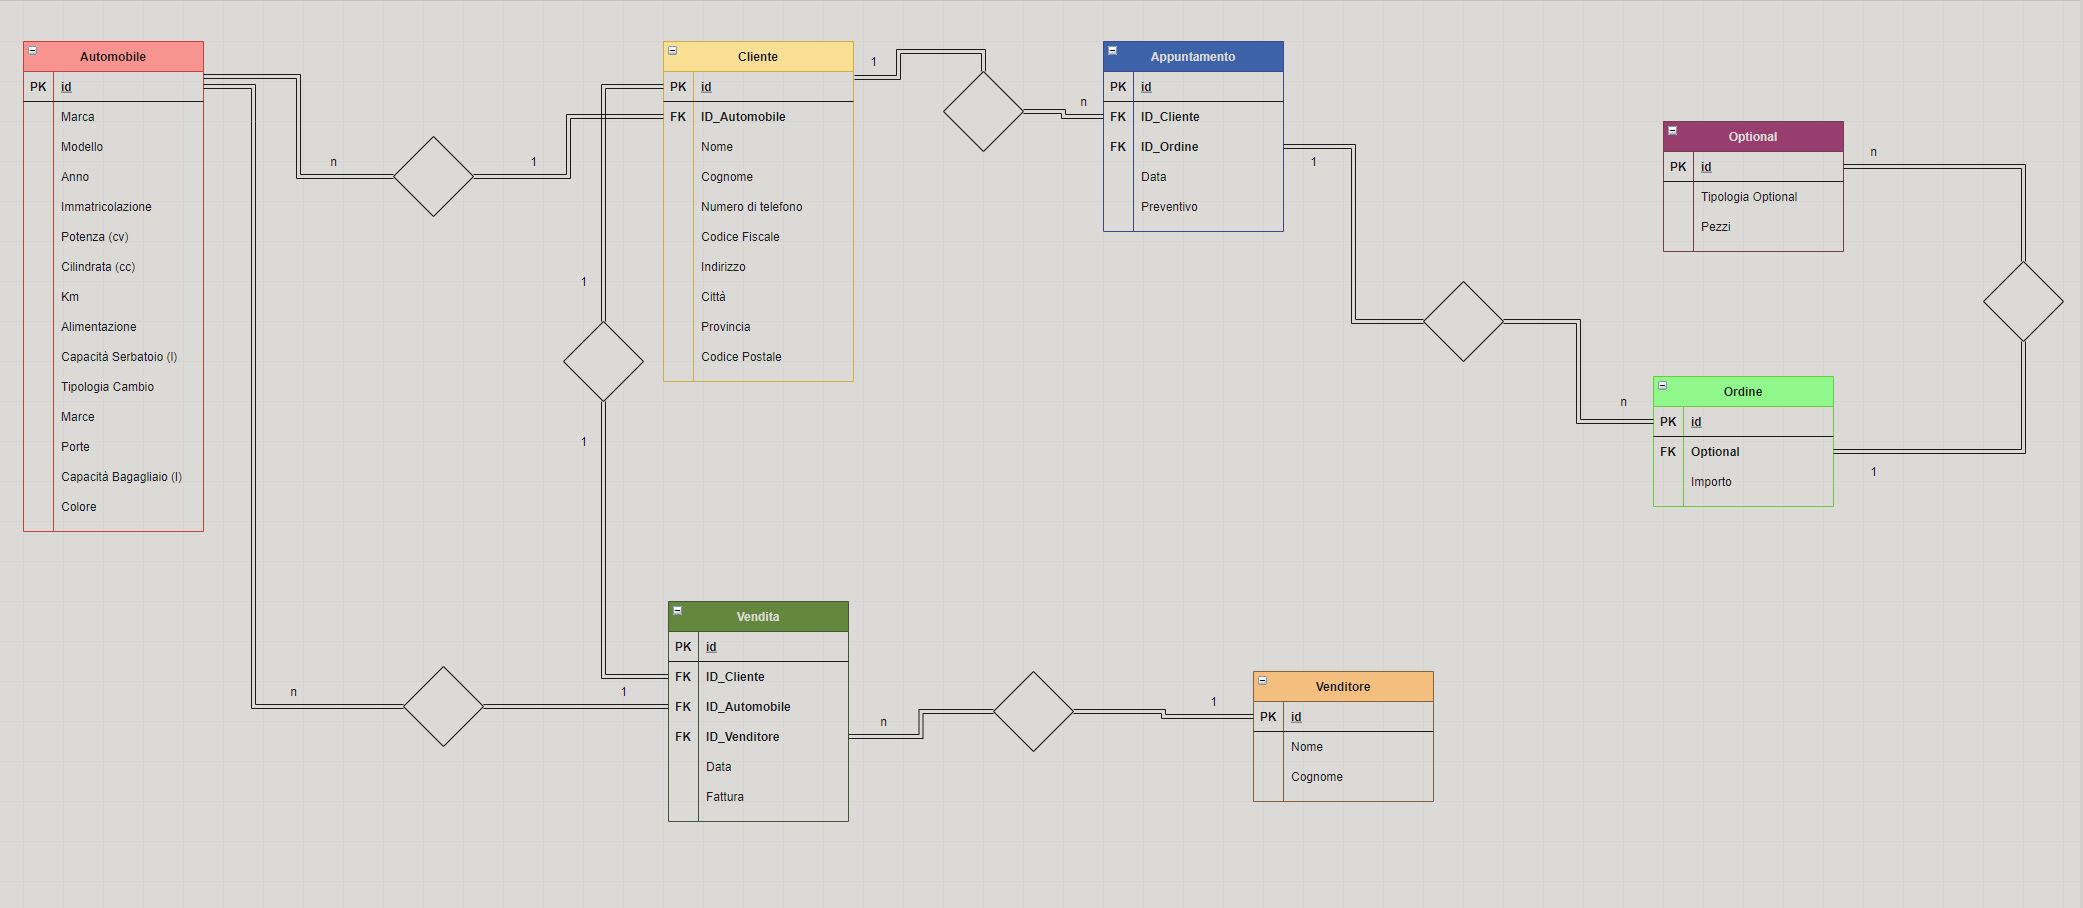 Automobile
PK id
Marca
Modello
Anno
Immatricolazione
Potenza (cv)
Cilindrata (cc)
Km
Alimentazione
Capacità Serbatoio (l)
Tipologia Cambio
Marce
Porte
Capacità Bagagliaio (l)
Colore
n
1
Cliente
PK id
FK ID_Automobile
Nome
Cognome
Numero di telefono
Codice Fiscale
Indirizzo
Città
Provincia
Codice Postale
1
n
Appuntamento
PK id
FK ID_Cliente
FK ID_Ordine
Data
Preventivo
1
n
Optional
PK id
Tipologia Optional
Pezzi
n
1
Ordine
PK id
FK Optional
Importo
1
1
n
1
Vendita
PK id
FK ID_Cliente
FK ID_Automobile
FK ID_Venditore
Data
Fattura
n
1
Venditore
PK id
Nome
Cognome